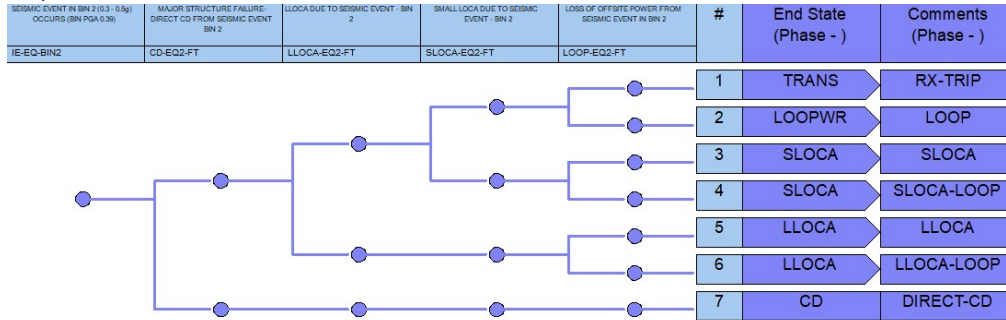 SEISMIC EVENT IN BIN 2 (0.3 - 0.5g)
OCCURS (BIN PGA 0.39)
MAJOR STRUCTURE FAILURE-
DIRECT CD FROM SEISMIC EVENT
BIN 2
LLOCA DUE TO SEISMIC EVENT - BIN
2
SMALL LOCA DUE TO SEISMIC
EVENT - BIN 2
LOSS OF OFFSITE POWER FROM
SEISMIC EVENT IN BIN 2
#
End State
(Phase - )
Comments
(Phase - )
IE-EQ-BIN2
CD-EQ2-FT
LLOCA-EQ2-FT
SLOCA-EQ2-FT
LOOP-EQ2-FT
1 TRANS RX-TRIP
2 LOOPWR LOOP
3 SLOCA SLOCA
4 SLOCA SLOCA-LOOP
5 LLOCA LLOCA
6 LLOCA LLOCA-LOOP
7 CD DIRECT-CD